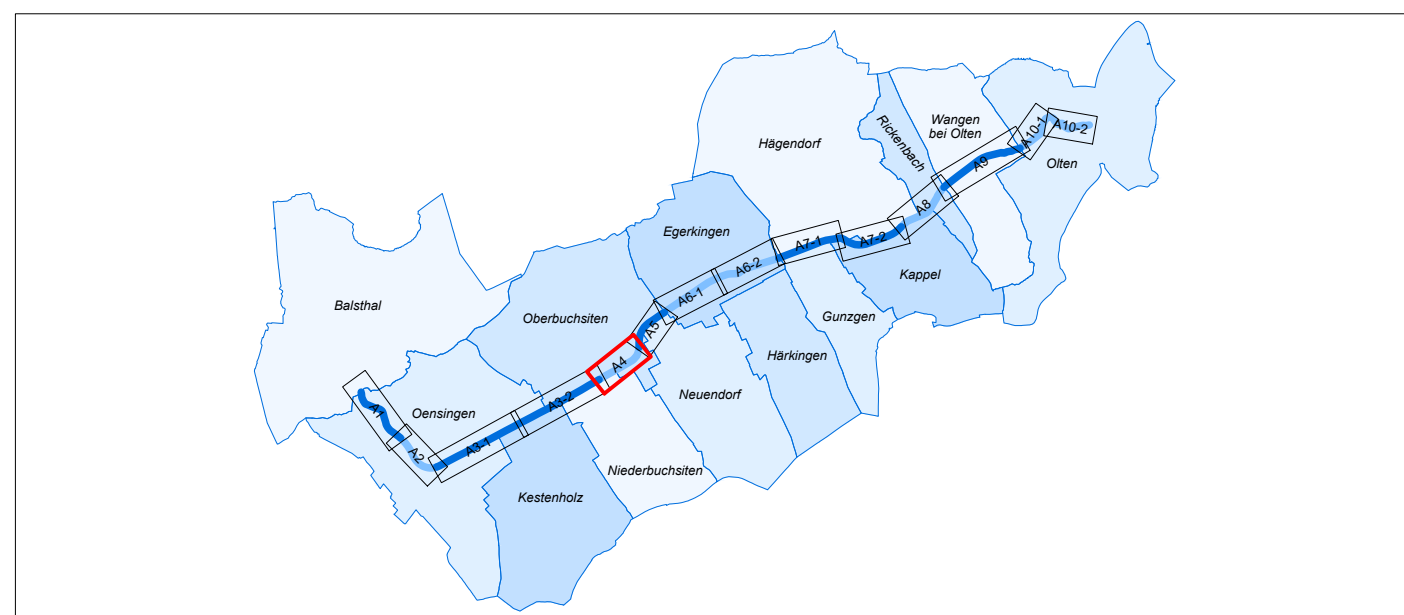 Wangen
bei Olten
Rickenbach
A10-1
A10-2
Hägendorf
A9
Olten
A8
Egerkingen
A7-1
A7-2
A6-2
Kappel
A6-1
Balsthal
Oberbuchsiten
A5
Gunzgen
Härkingen
A4
Neuendorf
Oensingen
A3-2
A1
A3-1
A2
Niederbuchsiten
Kestenholz